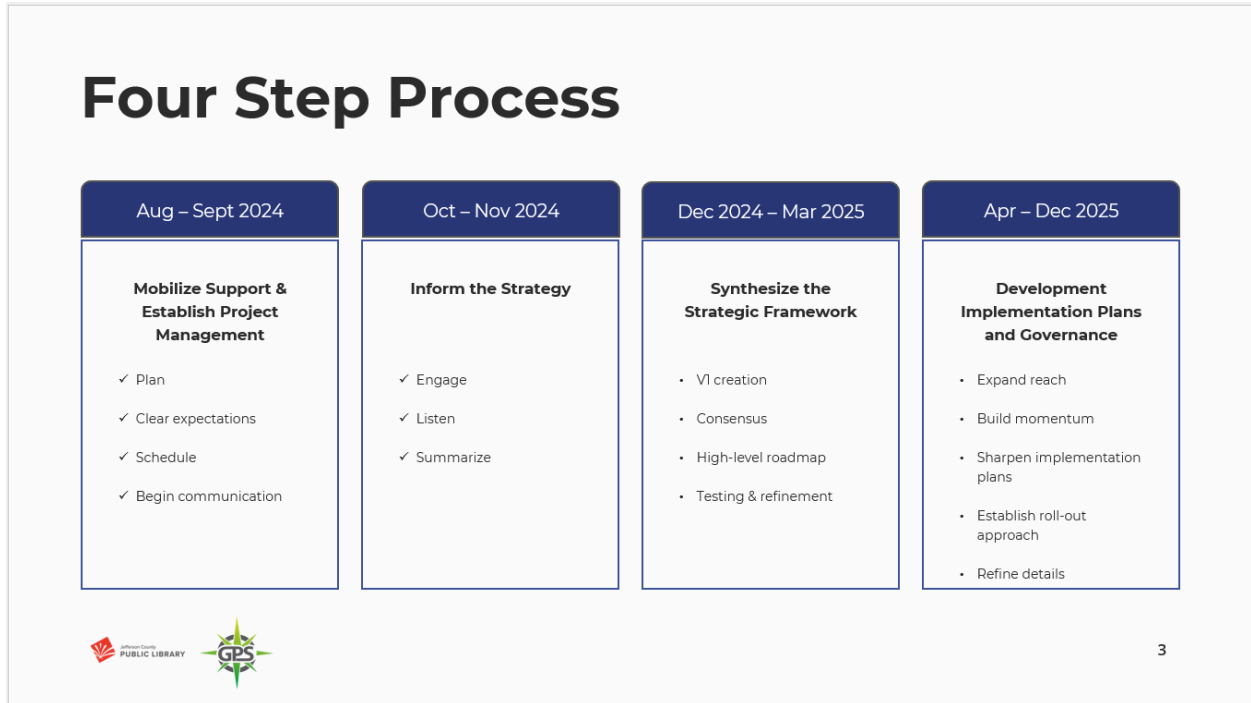 Four Step Process
Aug – Sept 2024
Mobilize Support &
Establish Project
Management
✓ Plan
✓ Clear expectations
✓ Schedule
✓ Begin communication
Oct – Nov 2024
Inform the Strategy
✓ Engage
✓ Listen
✓ Summarize
Dec 2024 – Mar 2025
Synthesize the
Strategic Framework
• V1 creation
• Consensus
• High-level roadmap
• Testing & refinement
Apr – Dec 2025
Development
Implementation Plans
and Governance
• Expand reach
• Build momentum
• Sharpen implementation
plans
• Establish roll-out
approach
• Refine details
Jefferson County
PUBLIC LIBRARY
GPS
3